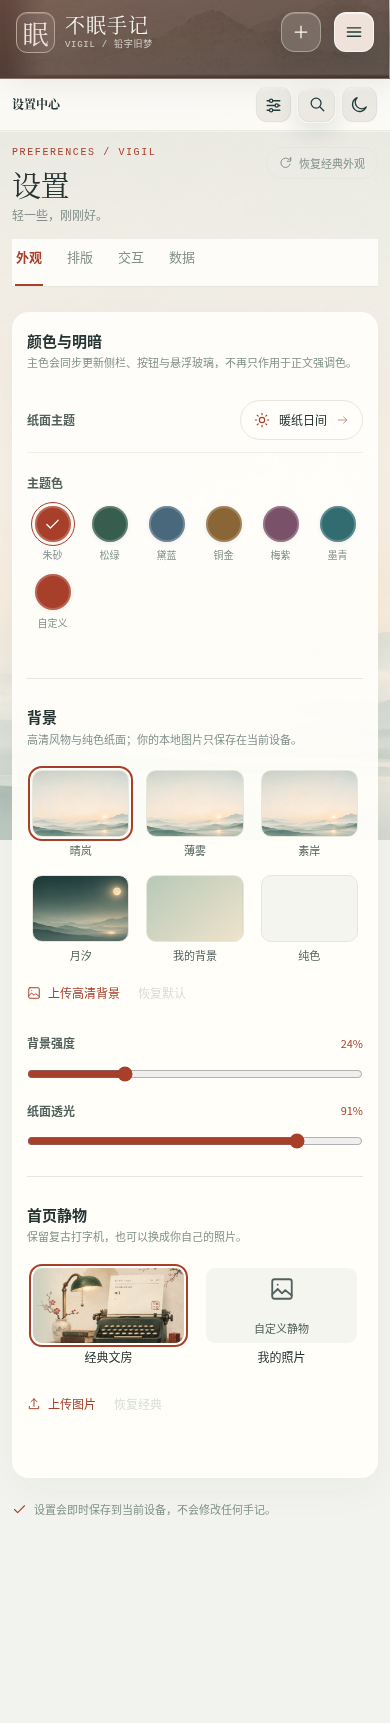 眠
不眠手记
VIGIL / 铅字旧梦
设置中心
PREFERENCES / VIGIL
设置
轻一些，刚刚好。
恢复经典外观
外观 排版 交互 数据
颜色与明暗
主色会同步更新侧栏、按钮与悬浮玻璃，不再只作用于正文强调色。
纸面主题 暖纸日间
主题色
朱砂 松绿 黛蓝 铜金 梅紫 墨青
自定义
背景
高清风物与纯色纸面；你的本地图片只保存在当前设备。
晴岚 薄雾 素岸
月汐 我的背景 纯色
上传高清背景 恢复默认
背景强度 24%
纸面透光 91%
首页静物
保留复古打字机，也可以换成你自己的照片。
自定义静物
经典文房 我的照片
上传图片 恢复经典
设置会即时保存到当前设备，不会修改任何手记。